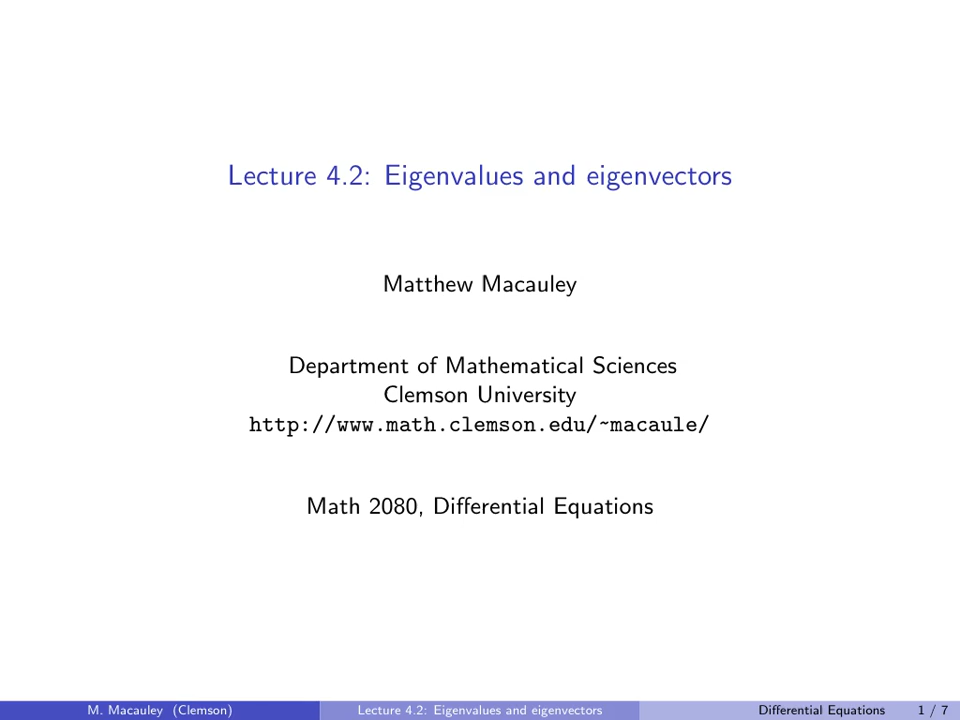 Lecture 4.2: Eigenvalues and eigenvectors
Matthew Macauley
Department of Mathematical Sciences
Clemson University
http://www.math.clemson.edu/~macaule/
Math 2080, Differential Equations
M. Macauley (Clemson) Lecture 4.2: Eigenvalues and eigenvectors Differential Equations 1 / 7